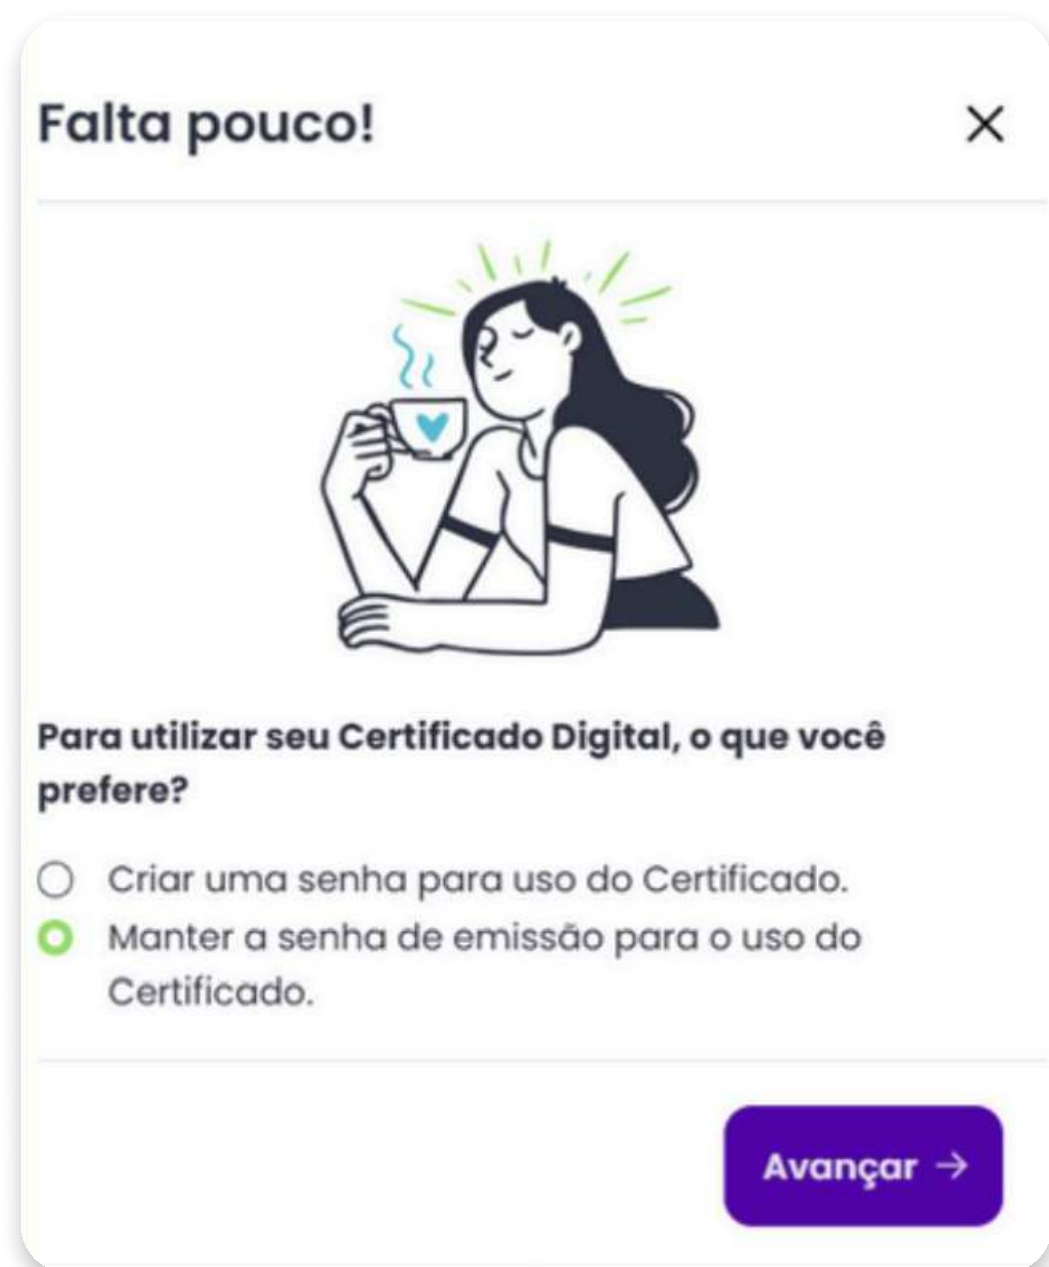 Falta pouco!
Para utilizar seu Certificado Digital, o que você
prefere?
Criar uma senha para uso do Certificado.
Manter a senha de emissão para o uso do
Certificado.
Avançar →